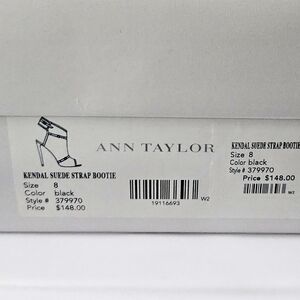 ANN TAYLOR
KENDAL SUEDE STRAP BOOTIE
Size 8
Color black
Style # 379970
Price $148.00
19116693
W2
KENDAL SUEDE STRAP BOOTIE
Size 8
Color black
Style # 379970
Price $148.00
W2